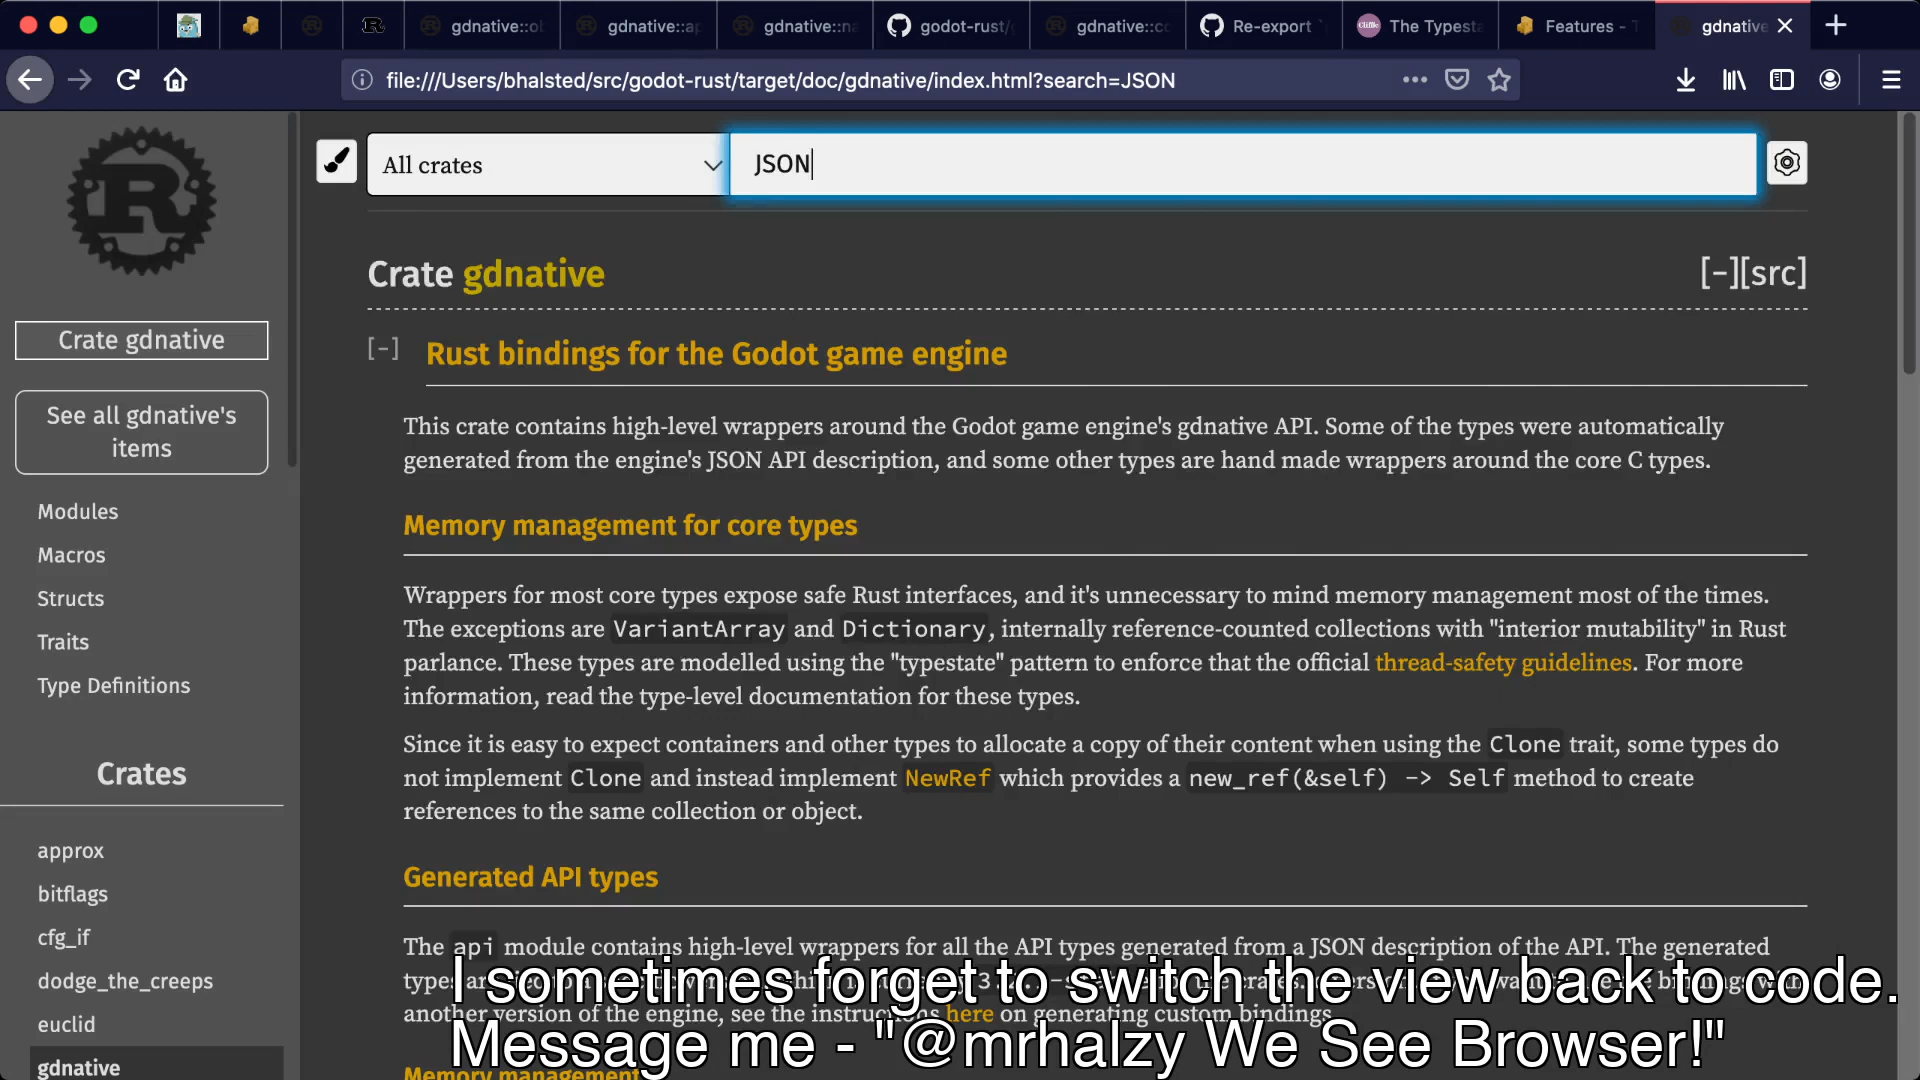 gdnative::o
gdnative::a
gdnative::n
godot-rust/
gdnative::c
Re-export
The Typesta
Features -
gdnative
file:///Users/bhalsted/src/godot-rust/target/doc/gdnative/index.html?search=JSON
All crates
JSON
Crate gdnative
[-][src]
Crate gdnative
See all gdnative's
items
Modules
Macros
Structs
Traits
Type Definitions
Crates
approx
bitflags
cfg_if
dodge_the_creeps
euclid
gdnative
[-] Rust bindings for the Godot game engine
This crate contains high-level wrappers around the Godot game engine's gdnative API. Some of the types were automatically
generated from the engine's JSON API description, and some other types are hand made wrappers around the core C types.
Memory management for core types
Wrappers for most core types expose safe Rust interfaces, and it's unnecessary to mind memory management most of the times.
The exceptions are VariantArray and Dictionary, internally reference-counted collections with "interior mutability" in Rust
parlance. These types are modelled using the "typestate" pattern to enforce that the official thread-safety guidelines. For more
information, read the type-level documentation for these types.
Since it is easy to expect containers and other types to allocate a copy of their content when using the Clone trait, some types do
not implement Clone and instead implement NewRef which provides a new_ref(&self) -> Self method to create
references to the same collection or object.
Generated API types
The api module contains high-level wrappers for all the API types generated from a JSON description of the API. The generated
types
another version of the engine, see the instructions here on generating custom bindings
Memory management
I sometimes forget to switch the view back to code.
Message me - "@mrhalzy We See Browser!"